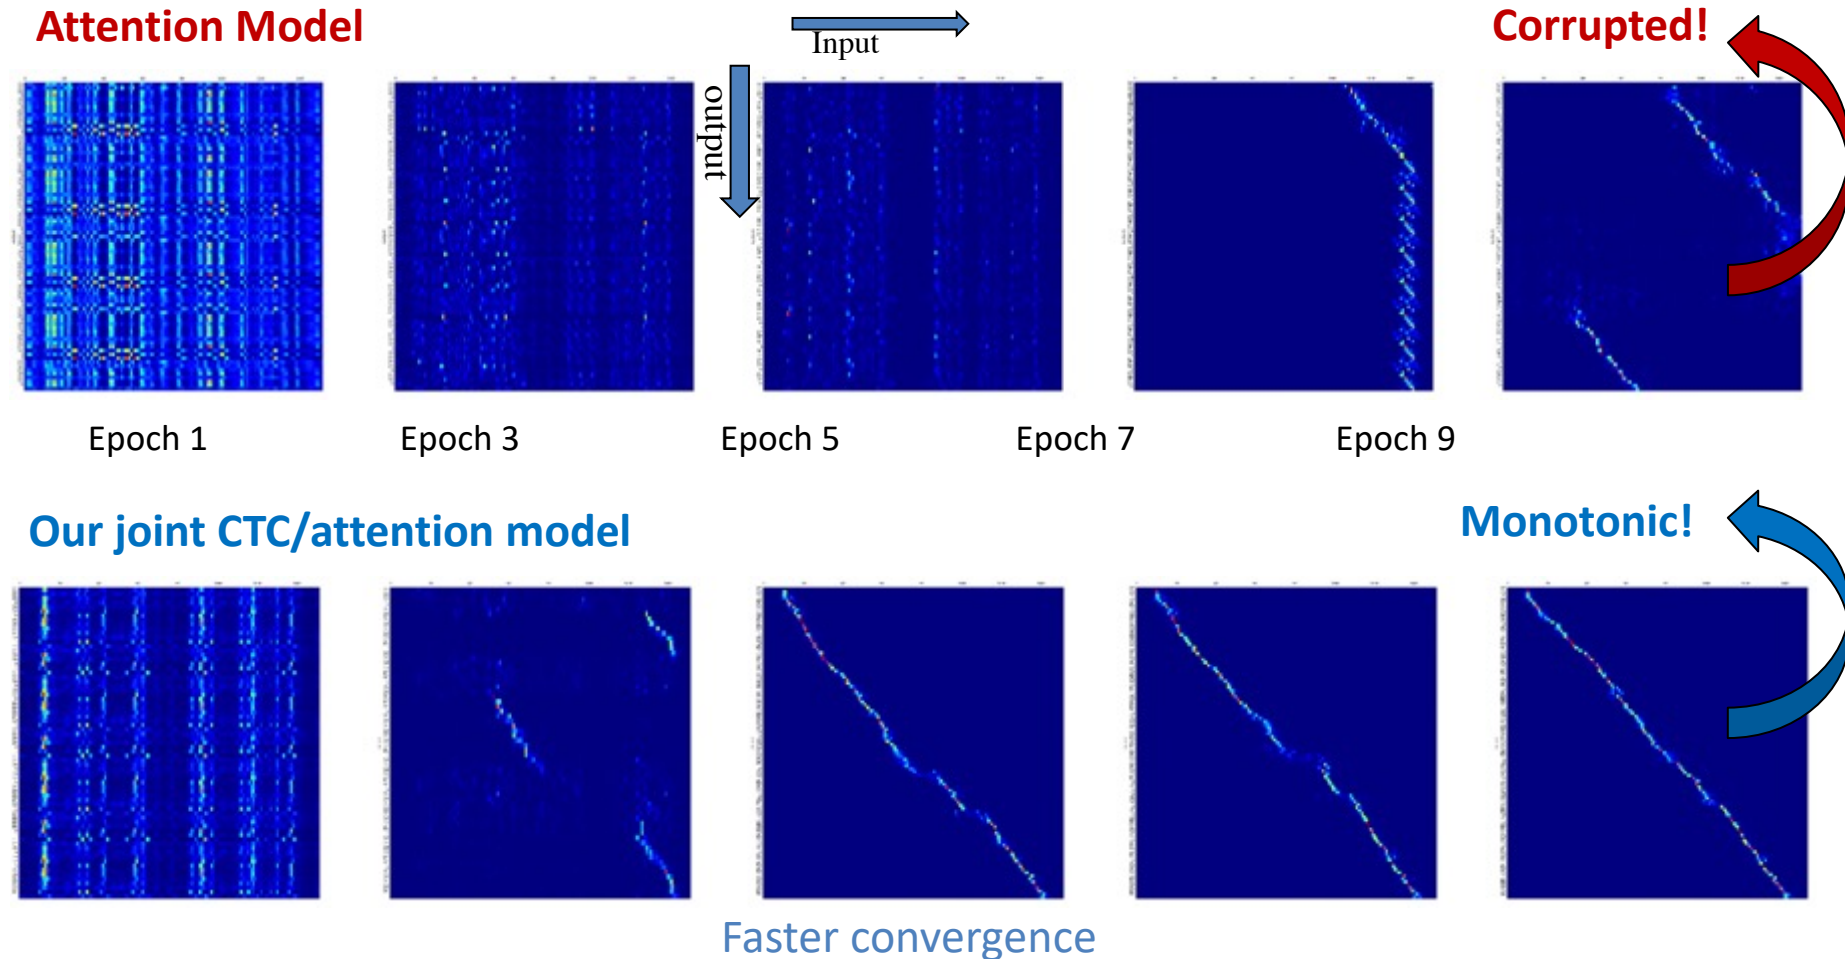 Attention Model
Input
output
Corrupted!
Epoch 1
Epoch 3
Epoch 5
Epoch 7
Epoch 9
Our joint CTC/attention model
Monotonic!
Faster convergence